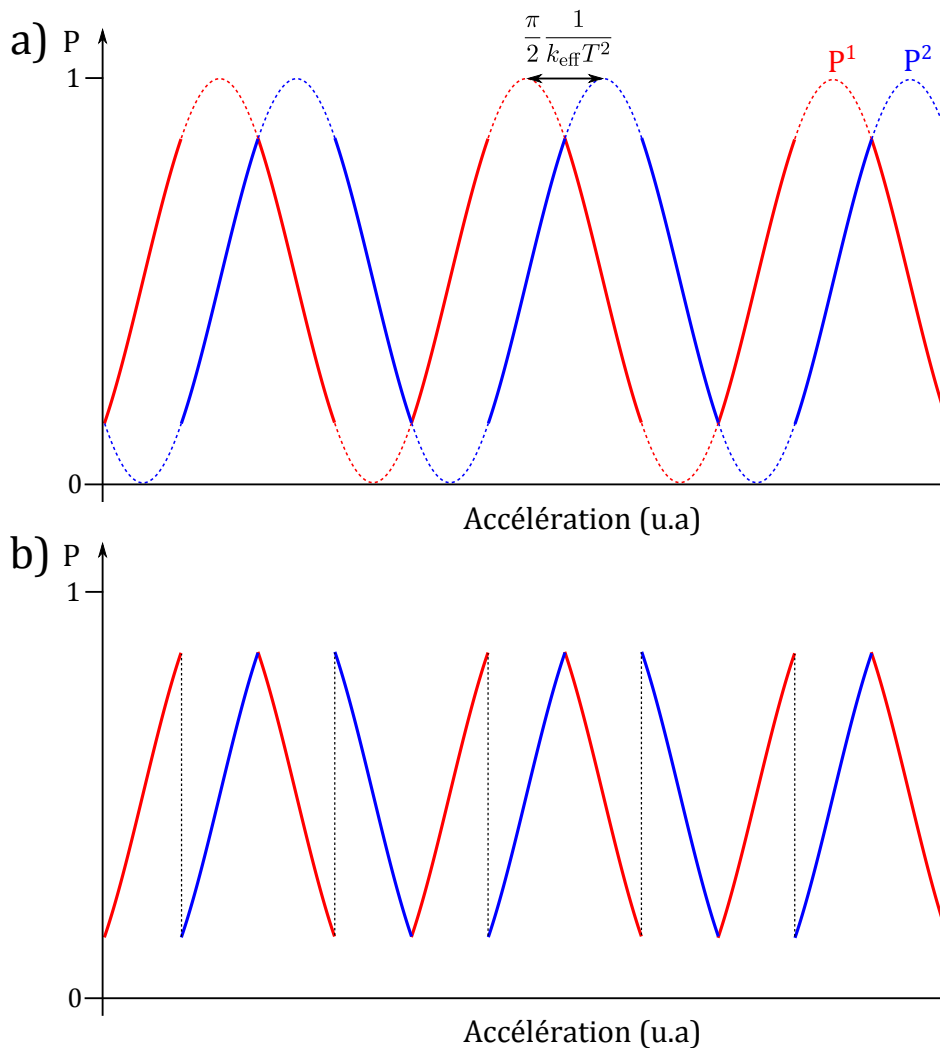 a) P
π/2 1/(k_eff T²)
P¹ P²
1
0
Accélération (u.a)
b) P
1
0
Accélération (u.a)